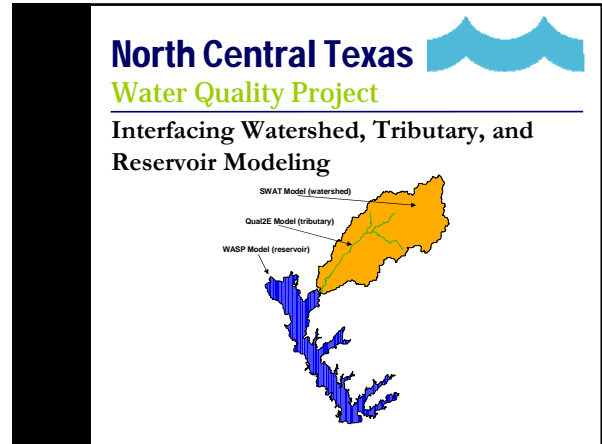 North Central Texas
Water Quality Project
Interfacing Watershed, Tributary, and
Reservoir Modeling
SWAT Model (watershed)
Qual2E Model (tributary)
WASP Model (reservoir)